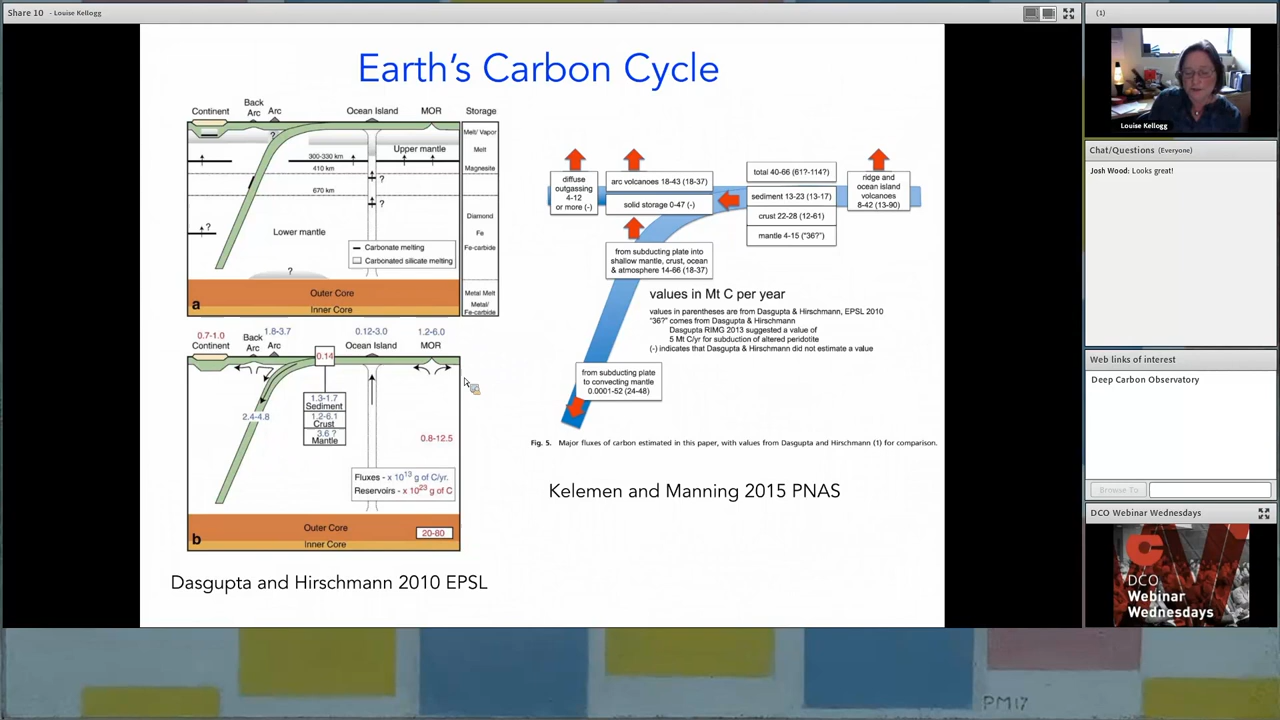 Share 10 - Louise Kellogg
Earth's Carbon Cycle
Continent
Back
Arc
Arc
Ocean Island
MOR
Storage
?
Upper mantle
300-330 km
410 km
?
670 km
?
?
Lower mantle
Carbonate melting
Carbonated silicate melting
?
Outer Core
Inner Core
a
Melt/ Vapor
Melt
Magnesite
Diamond
Fe
Fe-carbide
Metal Melt
Metal/
Fe-carbide
0.7-1.0
1.8-3.7
0.12-3.0
1.2-6.0
Continent
Back
Arc
Arc
Ocean Island
MOR
0.14
1.3-1.7
Sediment
1.2-6.1
Crust
3.6 ?
Mantle
2.4-4.8
0.8-12.5
Fluxes - x 10¹³ g of C/yr.
Reservoirs - x 10²³ g of C
Outer Core
20-80
Inner Core
b
Dasgupta and Hirschmann 2010 EPSL
diffuse
outgassing
4-12
or more (-)
arc volcanoes 18-43 (18-37)
solid storage 0-47 (-)
total 40-66 (61?-114?)
sediment 13-23 (13-17)
crust 22-28 (12-61)
mantle 4-15 ("36?")
ridge and
ocean island
volcanoes
8-42 (13-90)
from subducting plate into
shallow mantle, crust, ocean
& atmosphere 14-66 (18-37)
values in Mt C per year
values in parentheses are from Dasgupta & Hirschmann, EPSL 2010
"36?" comes from Dasgupta & Hirschmann
Dasgupta RIMG 2013 suggested a value of
5 Mt C/yr for subduction of altered peridotite
(-) indicates that Dasgupta & Hirschmann did not estimate a value
from subducting plate
to convecting mantle
0.0001-52 (24-48)
Fig. 5. Major fluxes of carbon estimated in this paper, with values from Dasgupta and Hirschmann (1) for comparison.
Kelemen and Manning 2015 PNAS
(1)
Louise Kellogg
Chat/Questions (Everyone)
Josh Wood: Looks great!
Web links of interest
Deep Carbon Observatory
Browse To
DCO Webinar Wednesdays
DCO
Webinar
Wednesdays
PM17